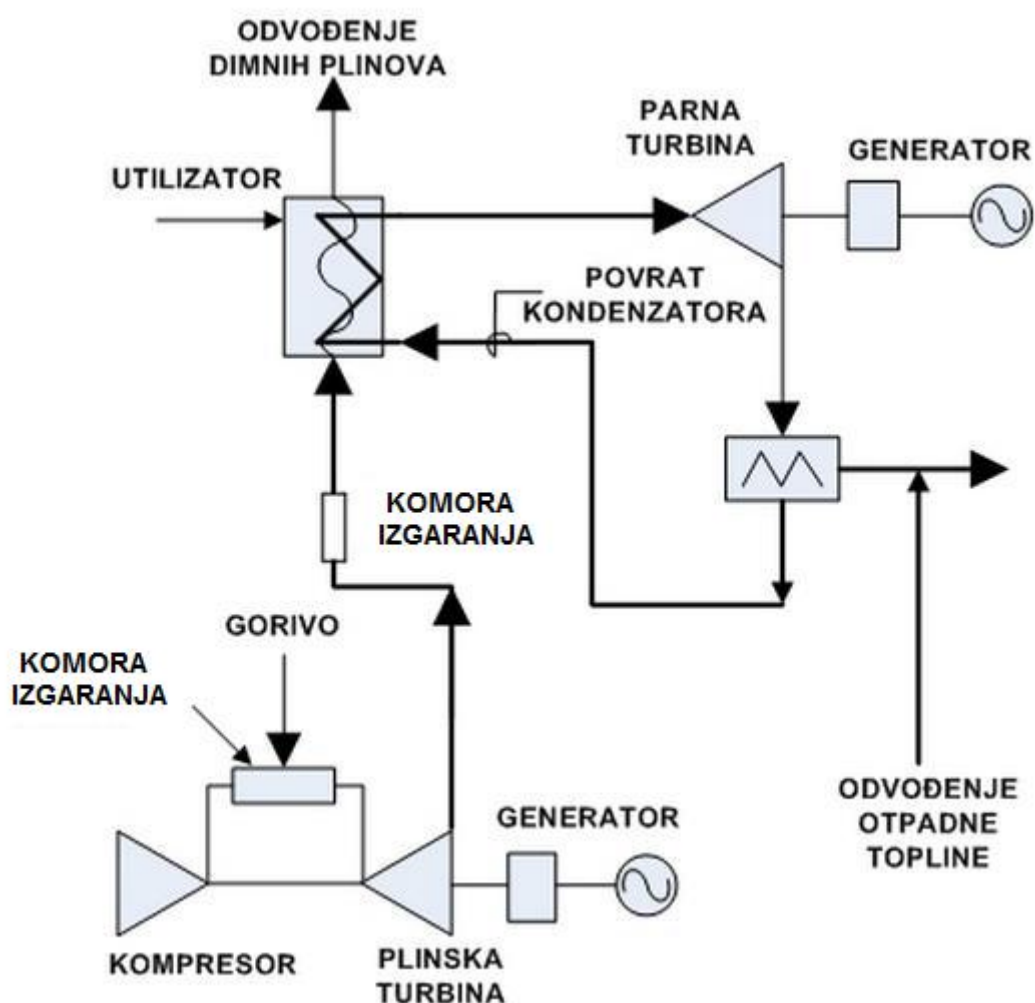 ODVOĐENJE
DIMNIH PLINOVA
PARNA
TURBINA
GENERATOR
UTILIZATOR
POVRAT
KONDENZATORA
KOMORA
IZGARANJA
GORIVO
KOMORA
IZGARANJA
GENERATOR
ODVOĐENJE
OTPADNE
TOPLINE
KOMPRESOR
PLINSKA
TURBINA